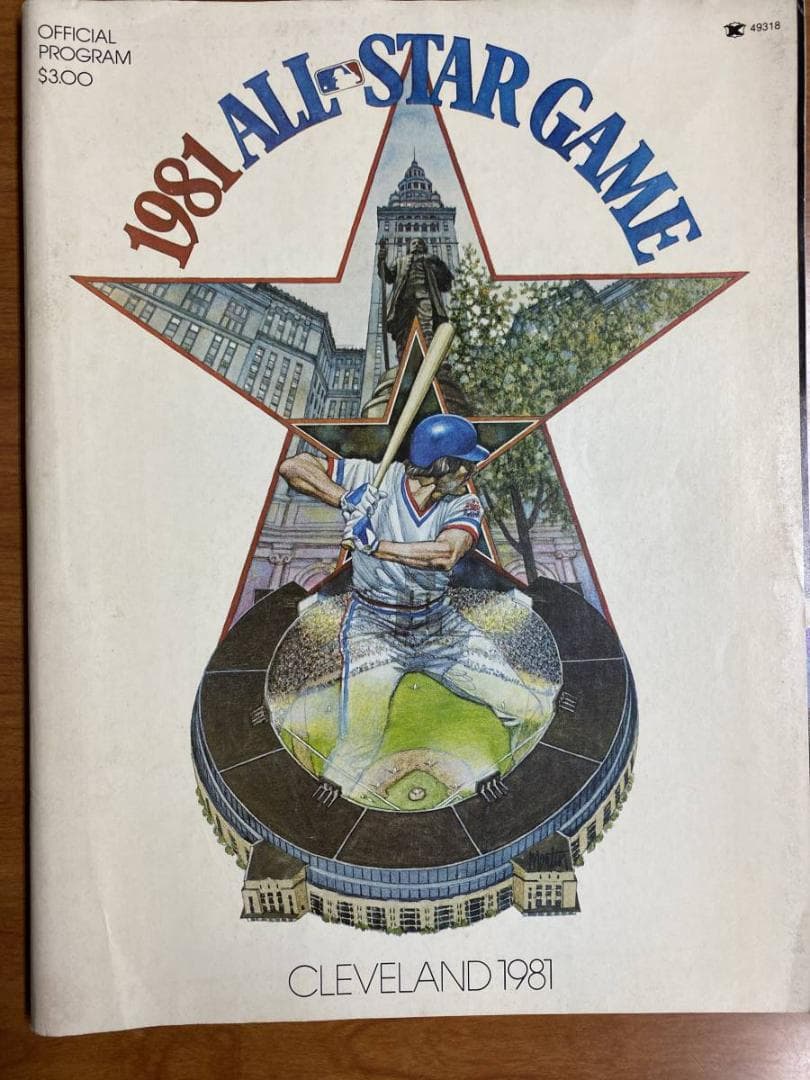 OFFICIAL
PROGRAM
$3.00
49318
1981 ALL-STAR GAME
CLEVELAND 1981